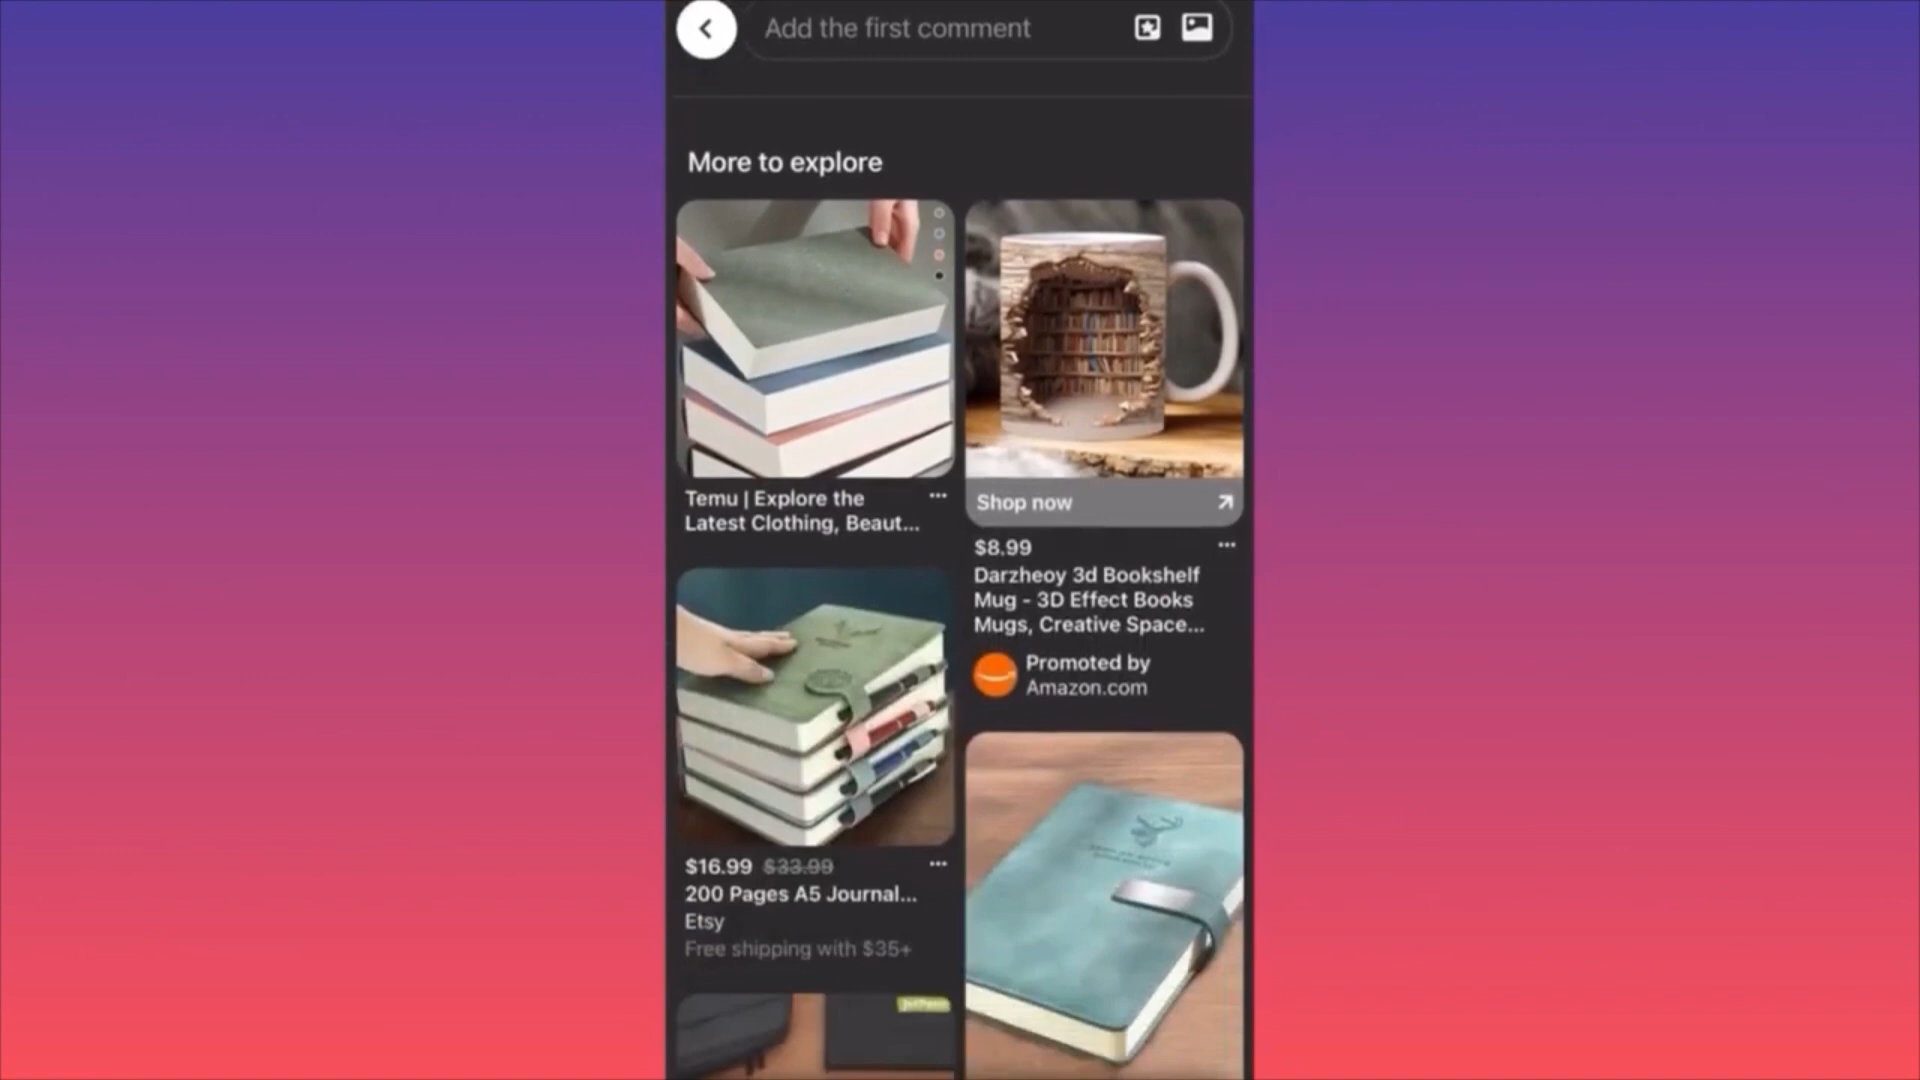 Add the first comment
More to explore
Temu | Explore the
Latest Clothing, Beaut...
Shop now
$8.99
Darzheoy 3d Bookshelf
Mug - 3D Effect Books
Mugs, Creative Space...
Promoted by
Amazon.com
$16.99 $33.99
200 Pages A5 Journal...
Etsy
Free shipping with $35+